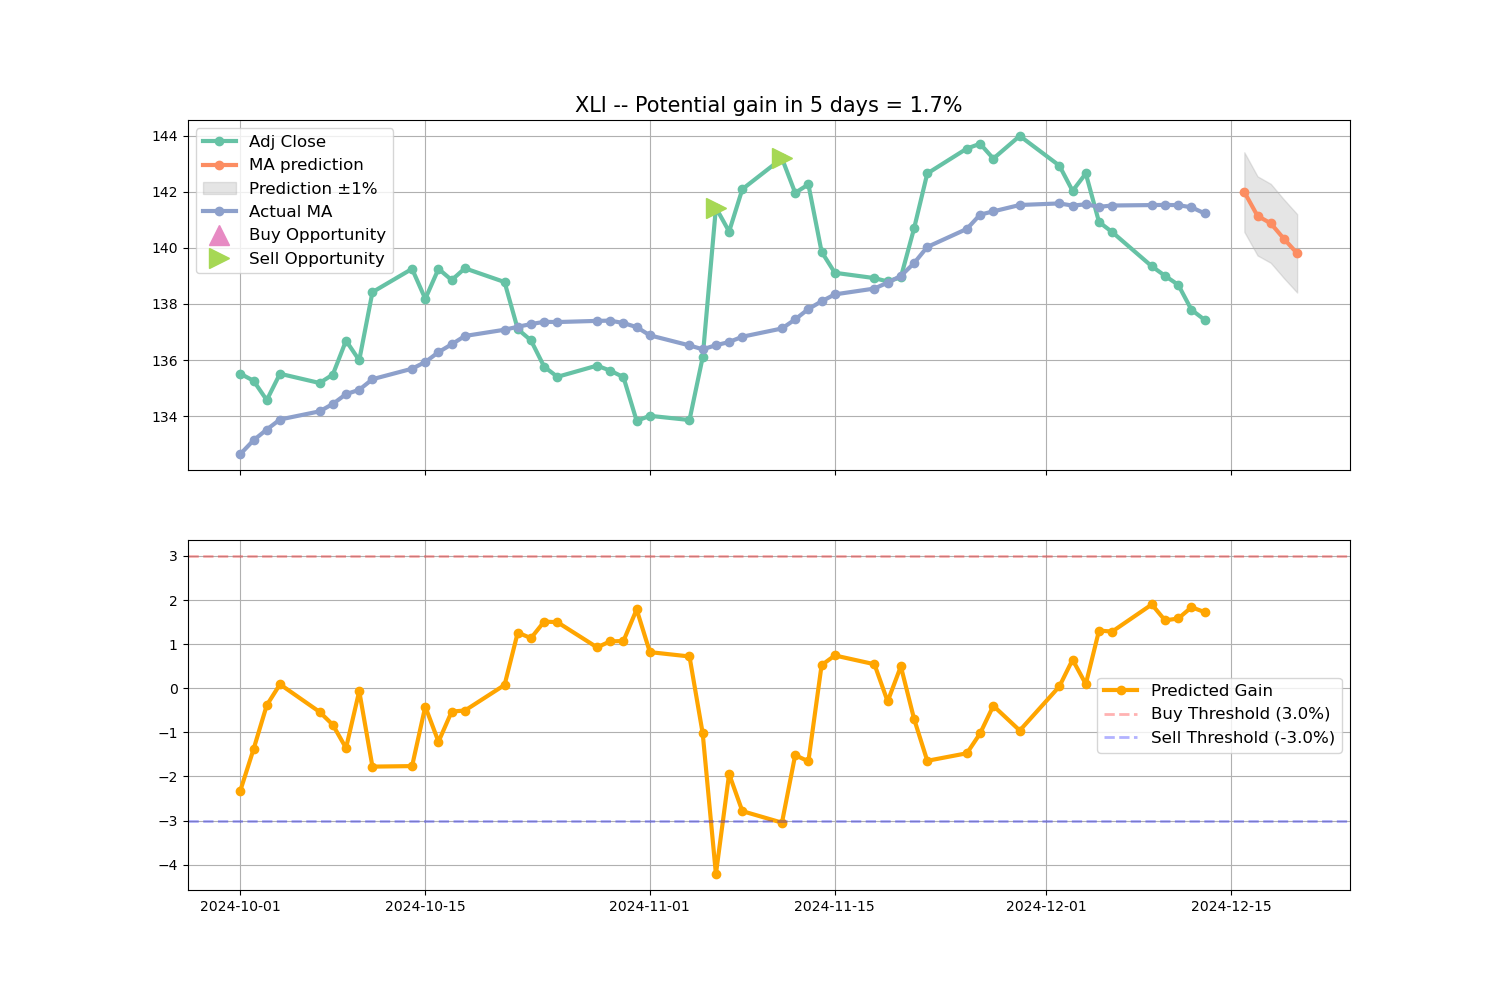 XLI -- Potential gain in 5 days = 1.7%
144
142
140
138
136
134
Adj Close
MA prediction
Prediction ±1%
Actual MA
Buy Opportunity
Sell Opportunity
3
2
1
0
−1
−2
−3
−4
Predicted Gain
Buy Threshold (3.0%)
Sell Threshold (-3.0%)
2024-10-01
2024-10-15
2024-11-01
2024-11-15
2024-12-01
2024-12-15